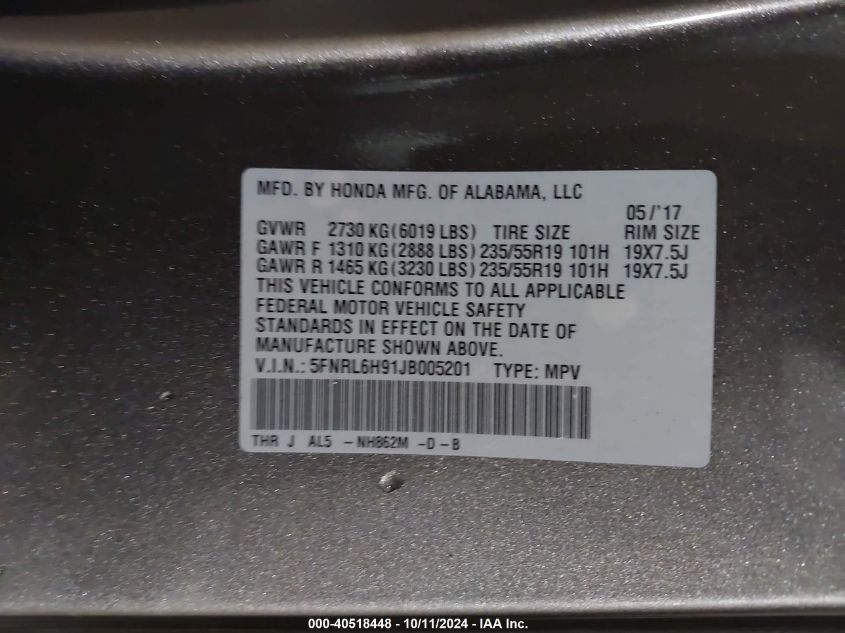 MFD. BY HONDA MFG. OF ALABAMA, LLC
05/'17
GVWR 2730 KG(6019 LBS) TIRE SIZE RIM SIZE
GAWR F 1310 KG(2888 LBS) 235/55R19 101H 19X7.5J
GAWR R 1465 KG(3230 LBS) 235/55R19 101H 19X7.5J
THIS VEHICLE CONFORMS TO ALL APPLICABLE
FEDERAL MOTOR VEHICLE SAFETY
STANDARDS IN EFFECT ON THE DATE OF
MANUFACTURE SHOWN ABOVE.
V.I.N.: 5FNRL6H91JB005201 TYPE: MPV
THR J AL5 -NH862M -D-B
000-40518448 - 10/11/2024 - IAA Inc.